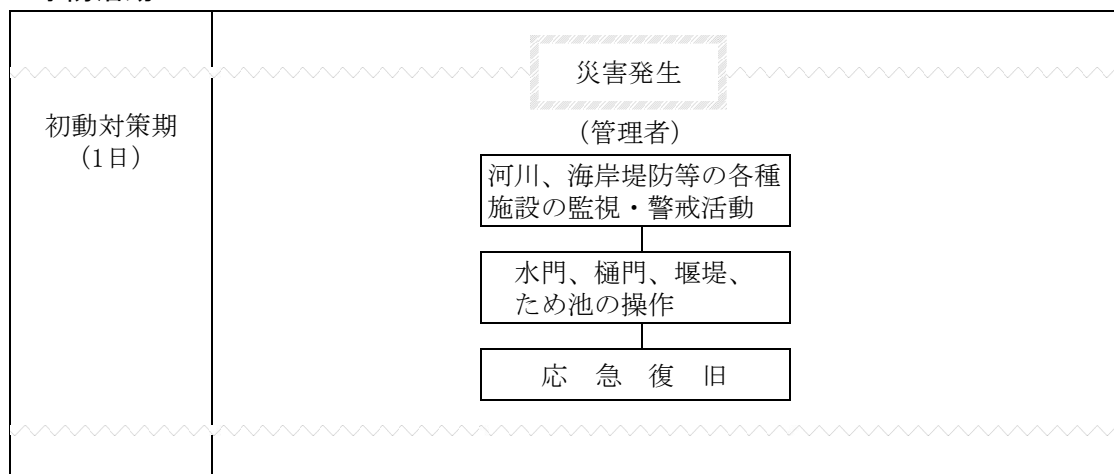 災害発生
初動対策期
（1日）
（管理者）
河川、海岸堤防等の各種
施設の監視・警戒活動
水門、樋門、堰堤、
ため池の操作
応　急　復　旧